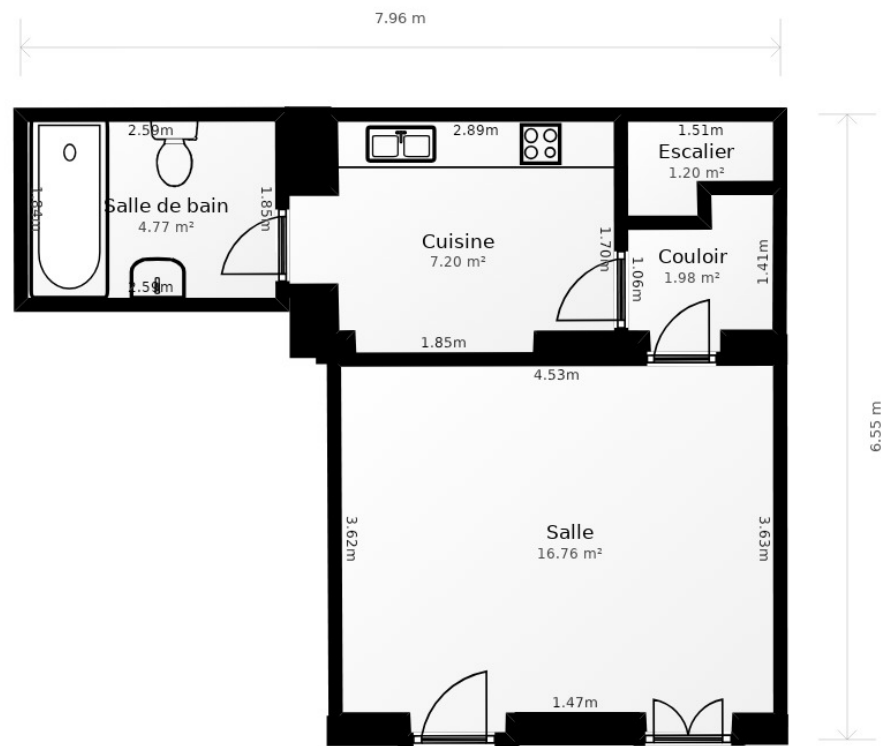 7.96 m
2.59m
2.89m
1.51m
Escalier
1.20 m²
1.84m
Salle de bain
4.77 m²
1.85m
Cuisine
7.20 m²
1.70m
1.06m
Couloir
1.98 m²
1.41m
2.59m
1.85m
4.53m
6.55 m
3.62m
Salle
16.76 m²
3.63m
1.47m